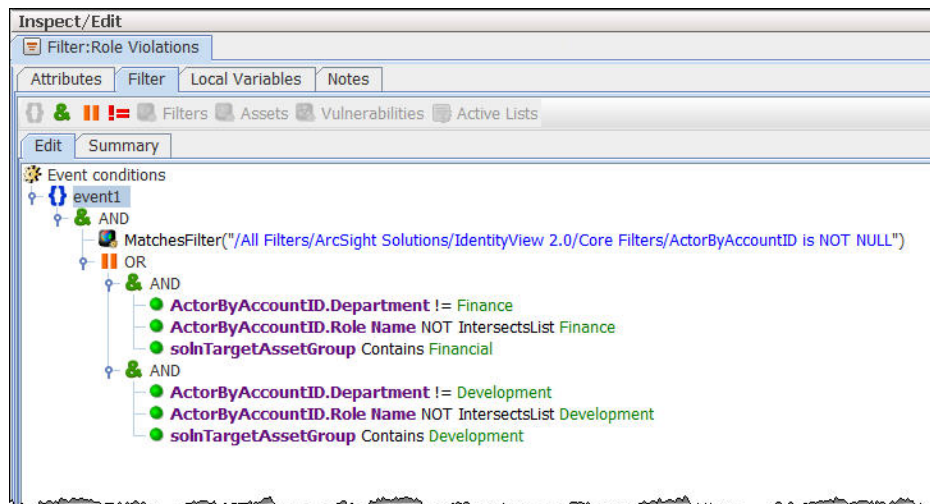 Inspect/Edit
Filter:Role Violations
Attributes Filter Local Variables Notes
{} & != Filters Assets Vulnerabilities Active Lists
Edit Summary
Event conditions
{} event1
& AND
MatchesFilter("/All Filters/ArcSight Solutions/IdentityView 2.0/Core Filters/ActorByAccountID is NOT NULL")
OR
& AND
ActorByAccountID.Department != Finance
ActorByAccountID.Role Name NOT IntersectsList Finance
solnTargetAssetGroup Contains Financial
& AND
ActorByAccountID.Department != Development
ActorByAccountID.Role Name NOT IntersectsList Development
solnTargetAssetGroup Contains Development